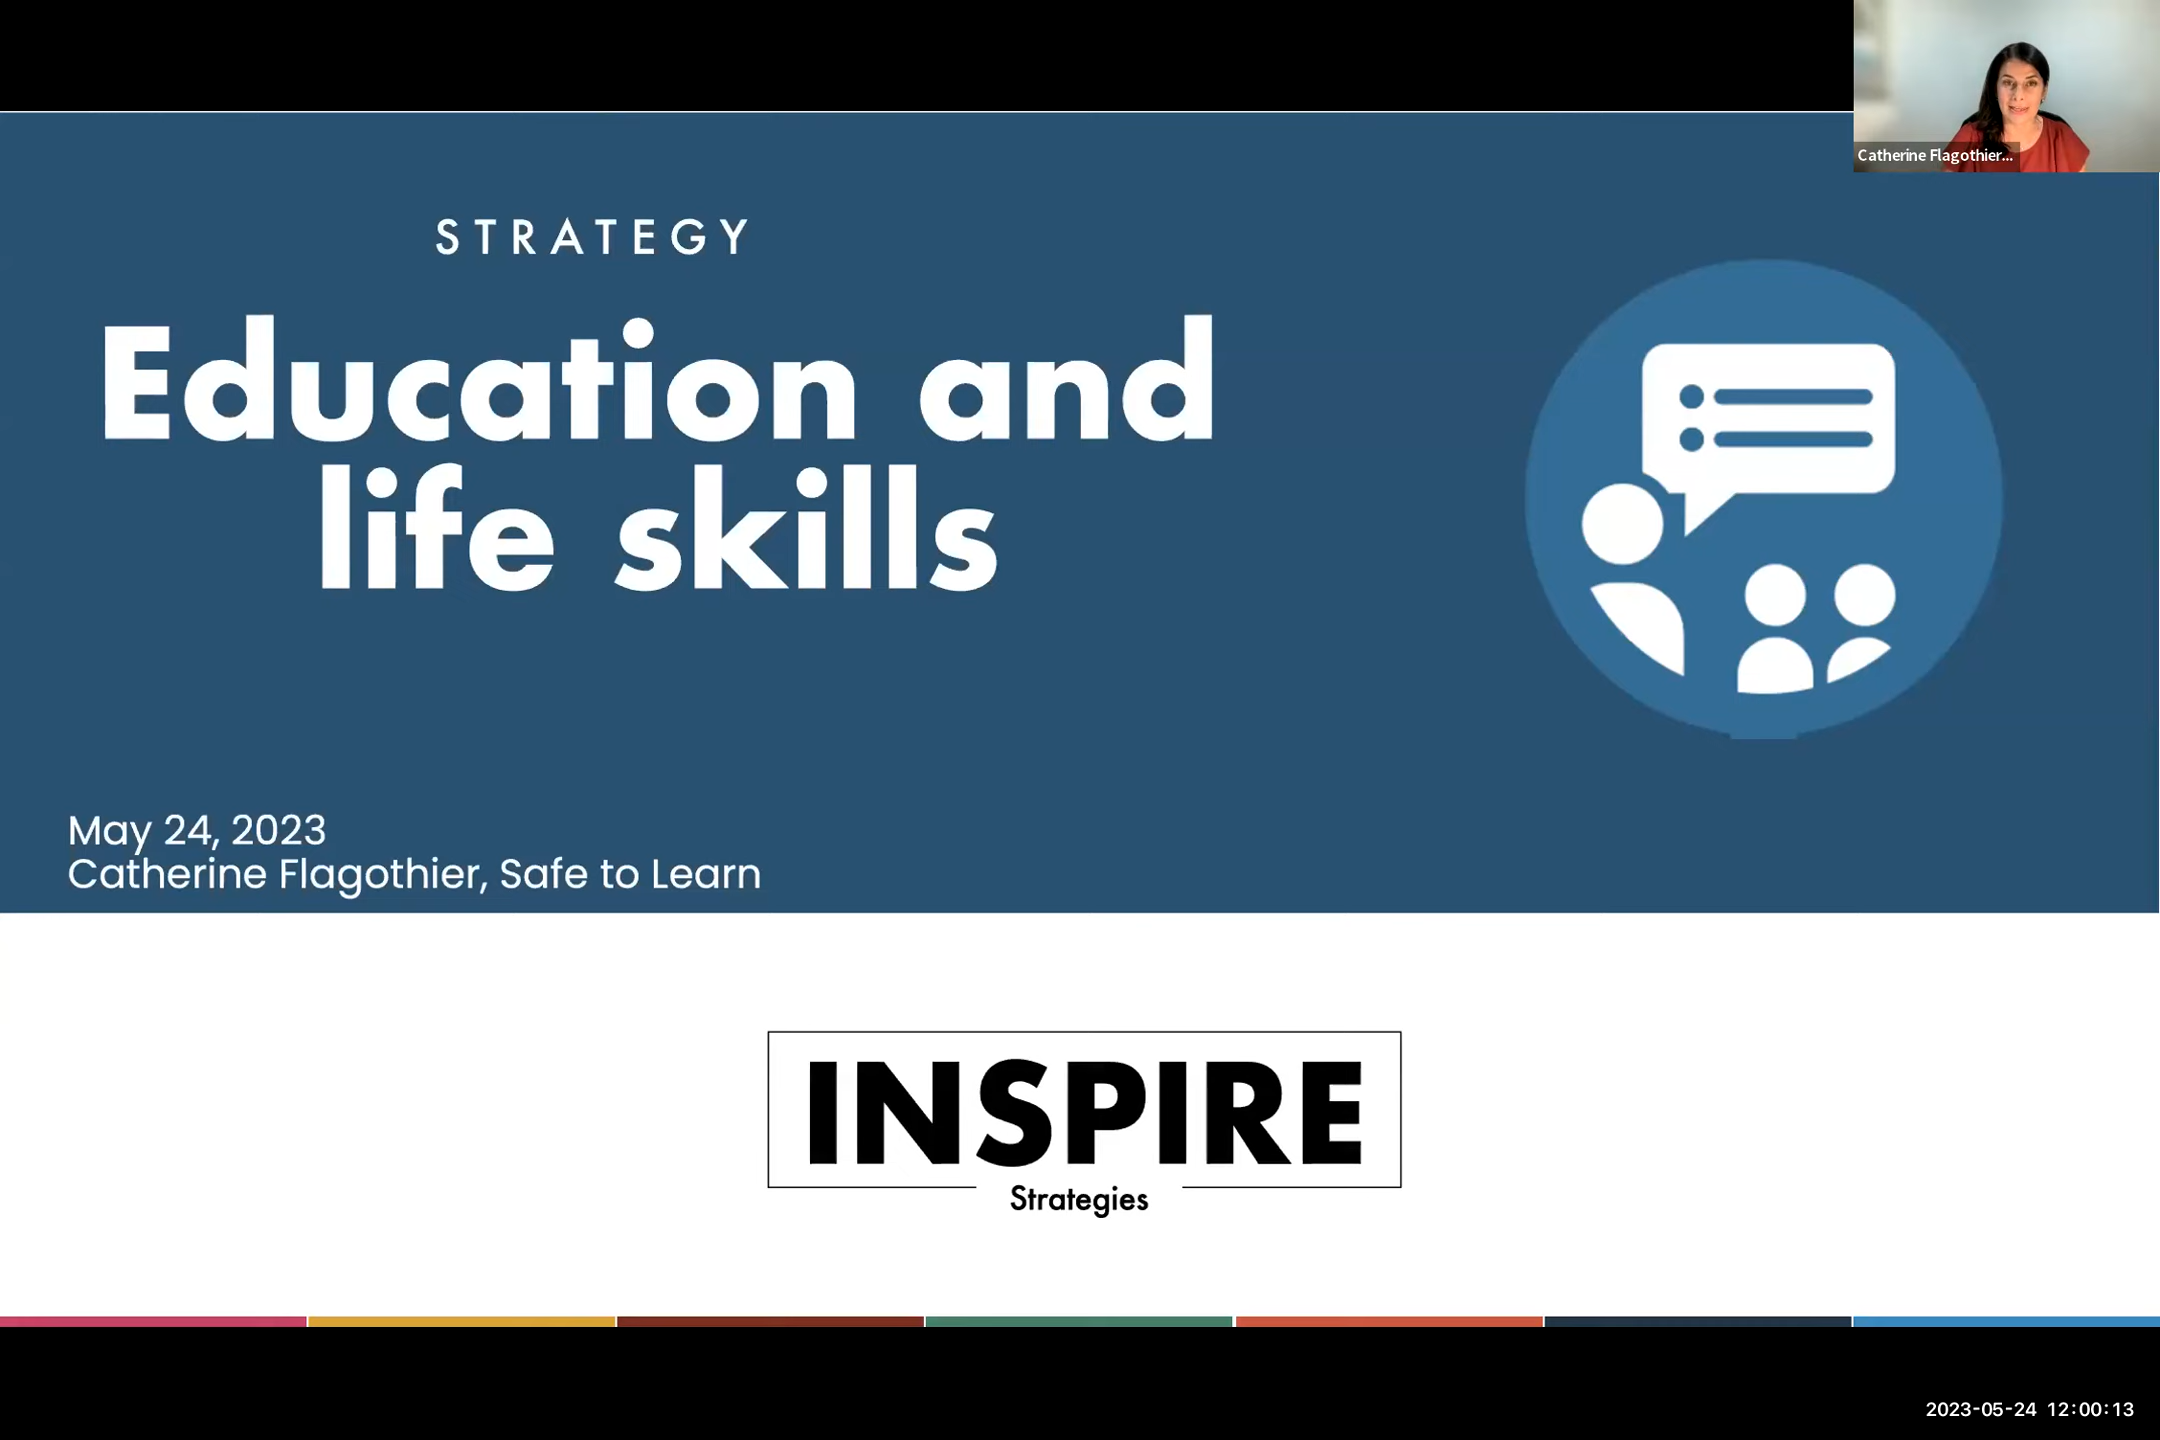 Catherine Flagothier...
STRATEGY
Education and
life skills
May 24, 2023
Catherine Flagothier, Safe to Learn
INSPIRE
Strategies
2023-05-24 12:00:13